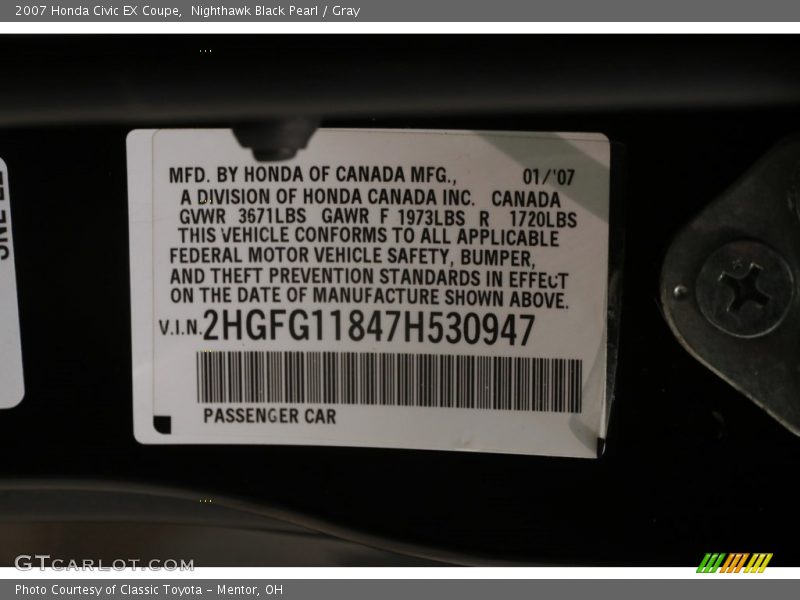 2007 Honda Civic EX Coupe,  Nighthawk Black Pearl / Gray
MFD. BY HONDA OF CANADA MFG., 01/'07
A DIVISION OF HONDA CANADA INC. CANADA
GVWR 3671LBS GAWR F 1973LBS R 1720LBS
THIS VEHICLE CONFORMS TO ALL APPLICABLE
FEDERAL MOTOR VEHICLE SAFETY, BUMPER,
AND THEFT PREVENTION STANDARDS IN EFFECT
ON THE DATE OF MANUFACTURE SHOWN ABOVE.
V.I.N. 2HGFG11847H530947
PASSENGER CAR
GTCARLOT.COM
Photo Courtesy of Classic Toyota - Mentor, OH